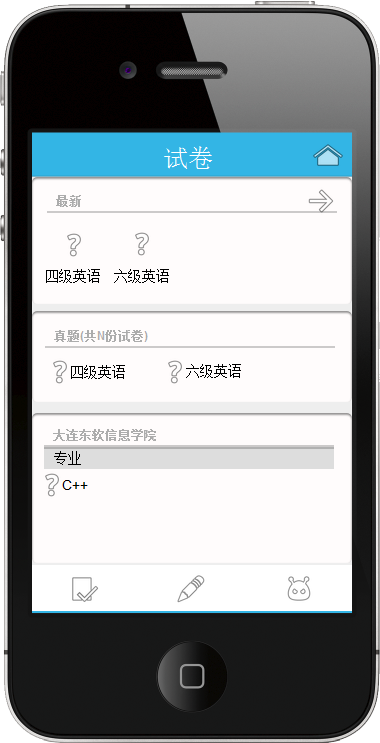 试卷
最新
四级英语 六级英语
真题(共N份试卷)
四级英语 六级英语
大连东软信息学院
专业
C++